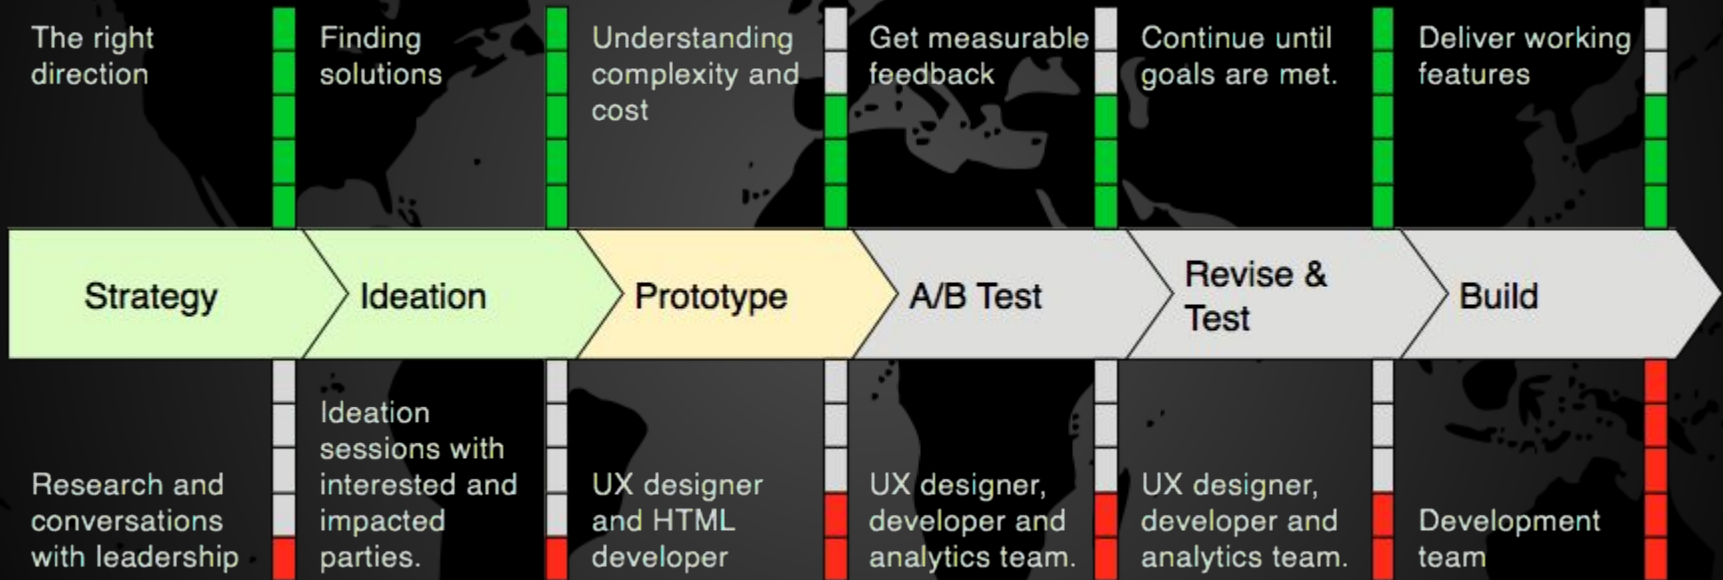 The right
direction
Finding
solutions
Understanding
complexity and
cost
Get measurable
feedback
Continue until
goals are met.
Deliver working
features
Strategy
Ideation
Prototype
A/B Test
Revise &
Test
Build
Research and
conversations
with leadership
Ideation
sessions with
interested and
impacted
parties.
UX designer
and HTML
developer
UX designer,
developer and
analytics team.
UX designer,
developer and
analytics team.
Development
team